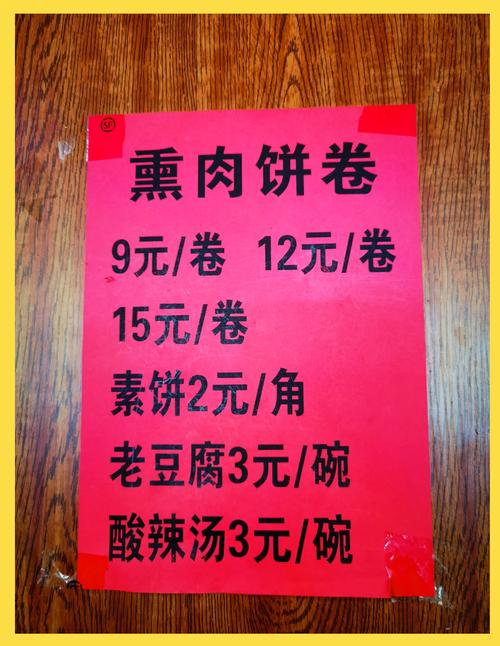 SF
熏肉饼卷
9元/卷 12元/卷
15元/卷
素饼2元/角
老豆腐3元/碗
酸辣汤3元/碗